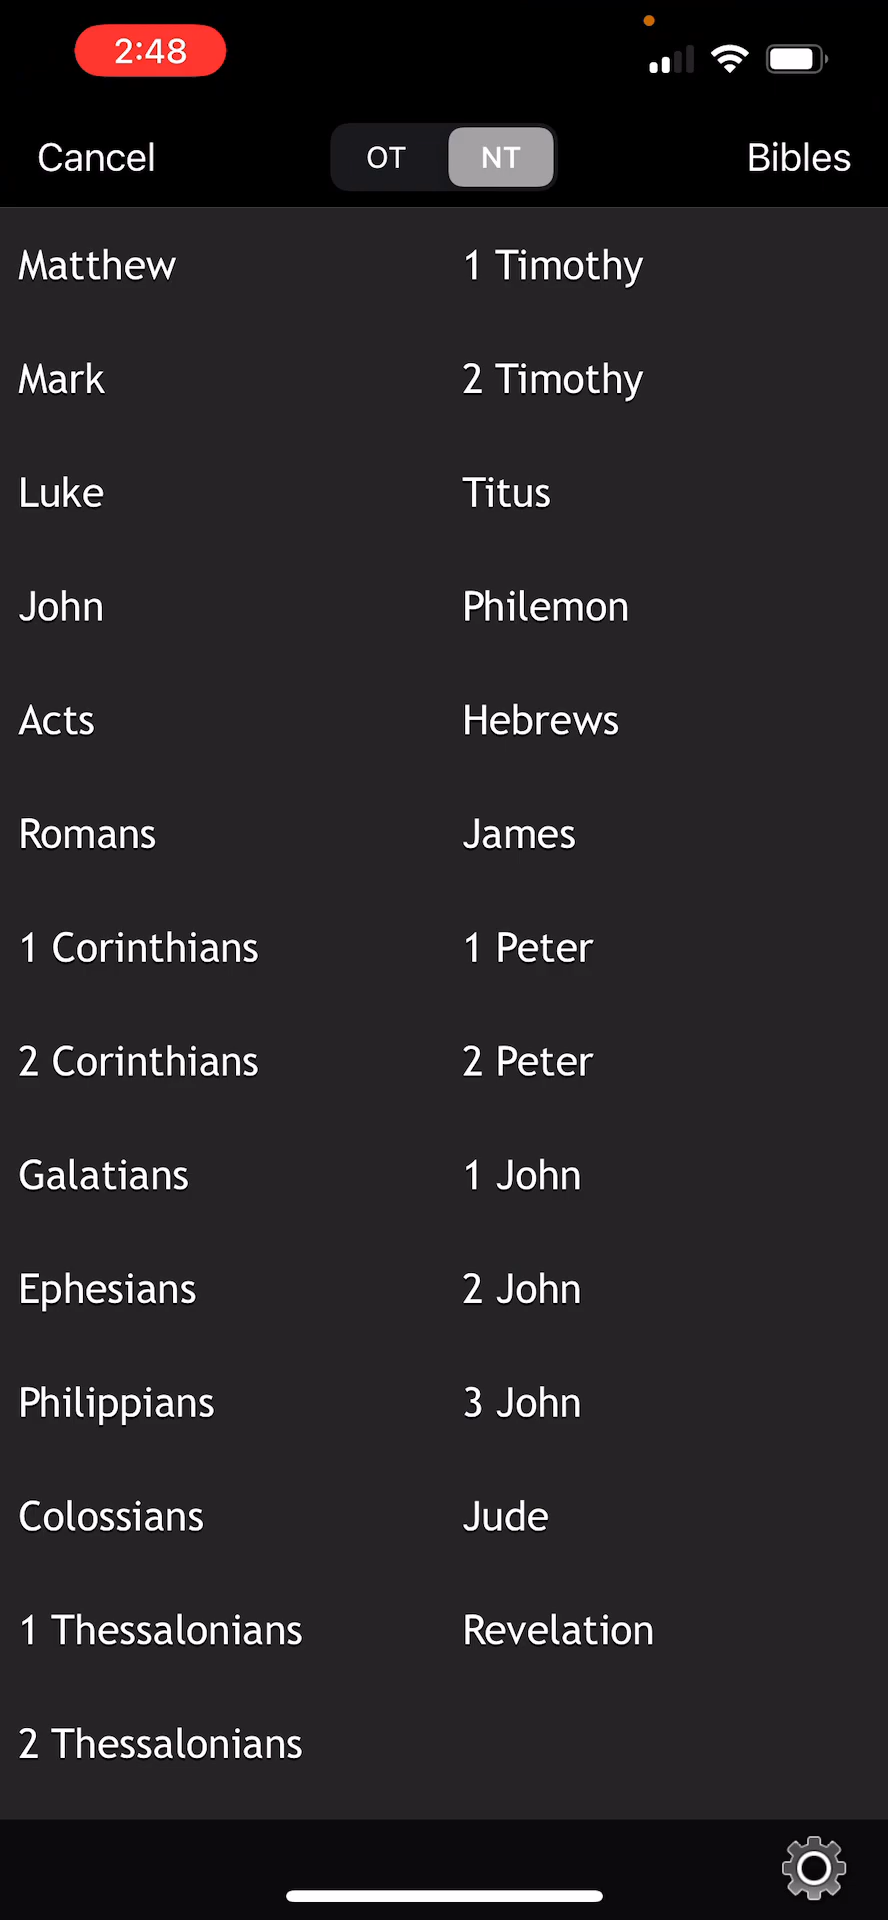 2:48
Cancel OT NT Bibles
Matthew
Mark
Luke
John
Acts
Romans
1 Corinthians
2 Corinthians
Galatians
Ephesians
Philippians
Colossians
1 Thessalonians
2 Thessalonians
1 Timothy
2 Timothy
Titus
Philemon
Hebrews
James
1 Peter
2 Peter
1 John
2 John
3 John
Jude
Revelation